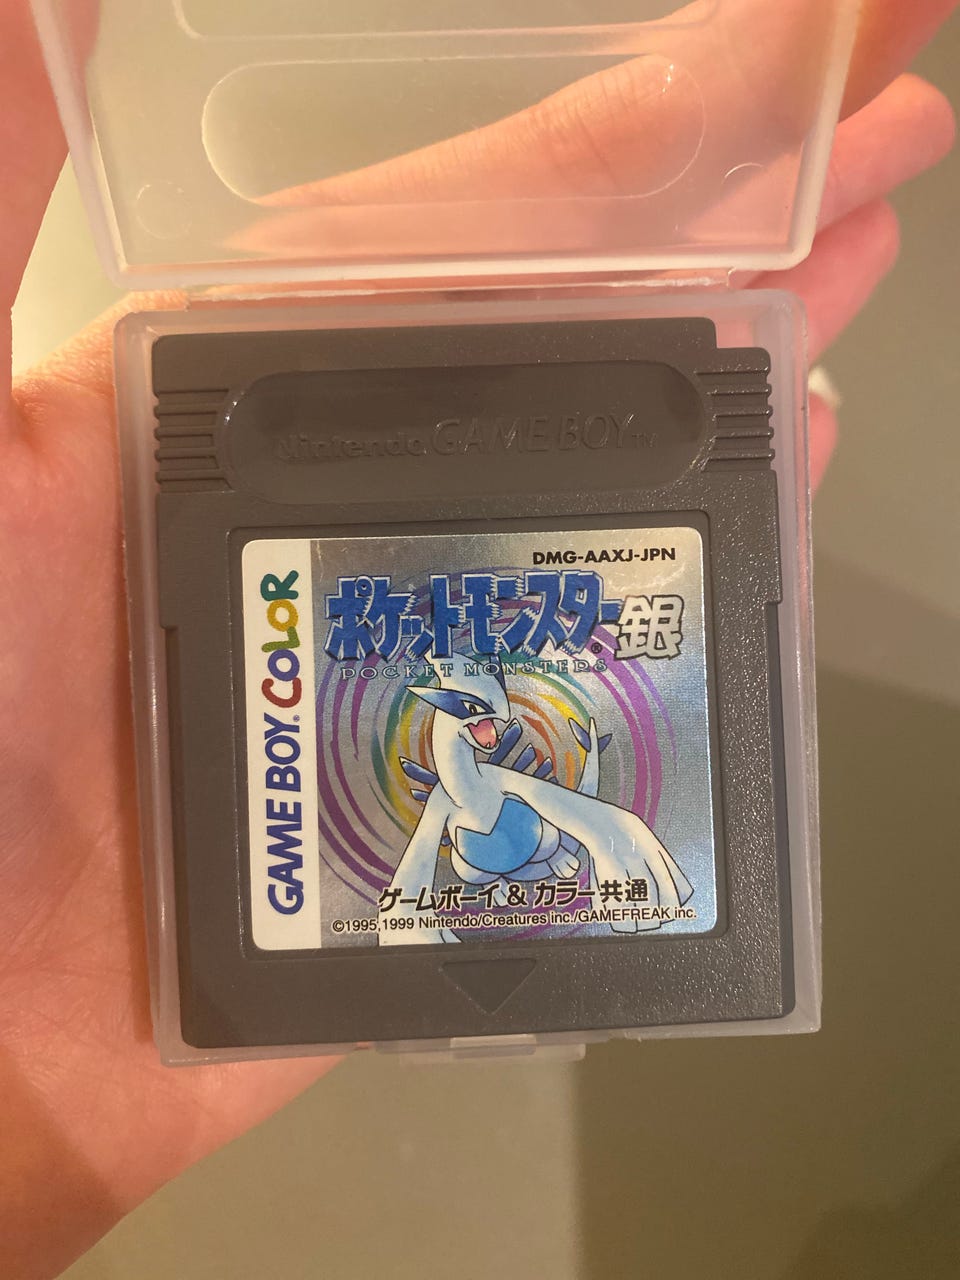 Nintendo GAME BOY™
DMG-AAXJ-JPN
ポケットモンスター®銀
POCKET MONSTERS
GAME BOY® COLOR
ゲームボーイ & カラー共通
©1995,1999 Nintendo/Creatures inc./GAMEFREAK inc.